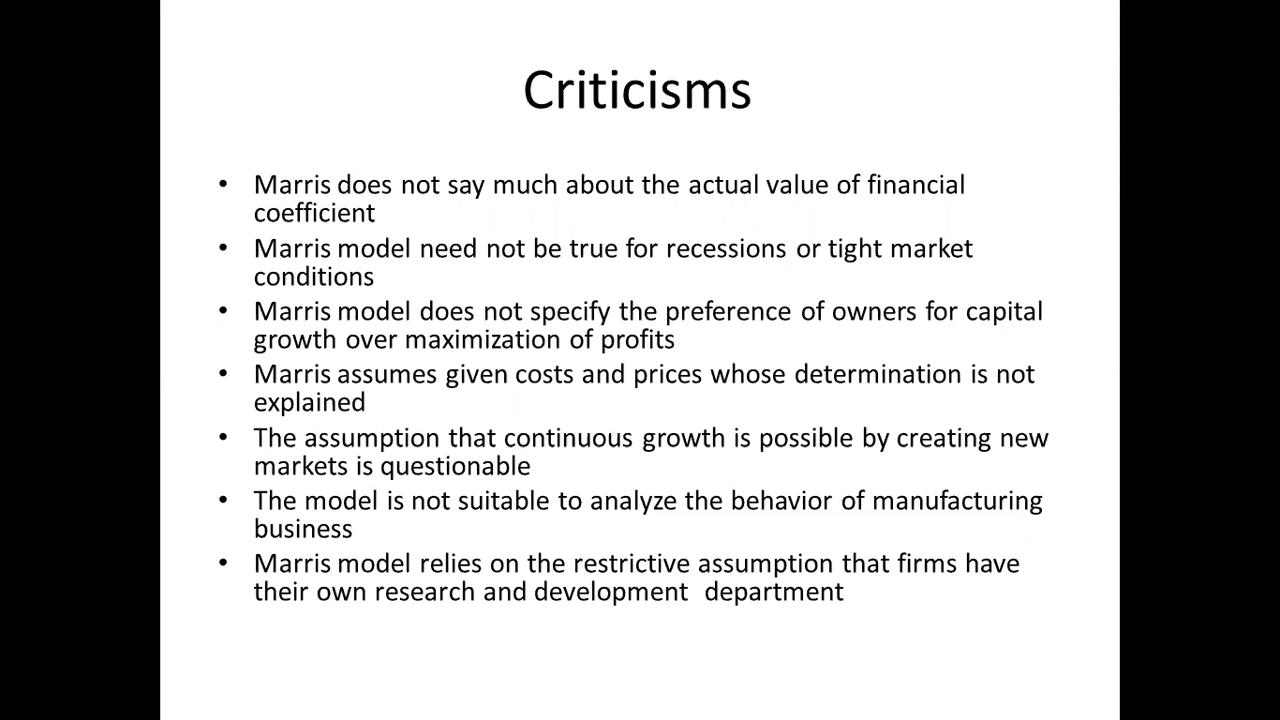 Criticisms
• Marris does not say much about the actual value of financial
coefficient
• Marris model need not be true for recessions or tight market
conditions
• Marris model does not specify the preference of owners for capital
growth over maximization of profits
• Marris assumes given costs and prices whose determination is not
explained
• The assumption that continuous growth is possible by creating new
markets is questionable
• The model is not suitable to analyze the behavior of manufacturing
business
• Marris model relies on the restrictive assumption that firms have
their own research and development  department